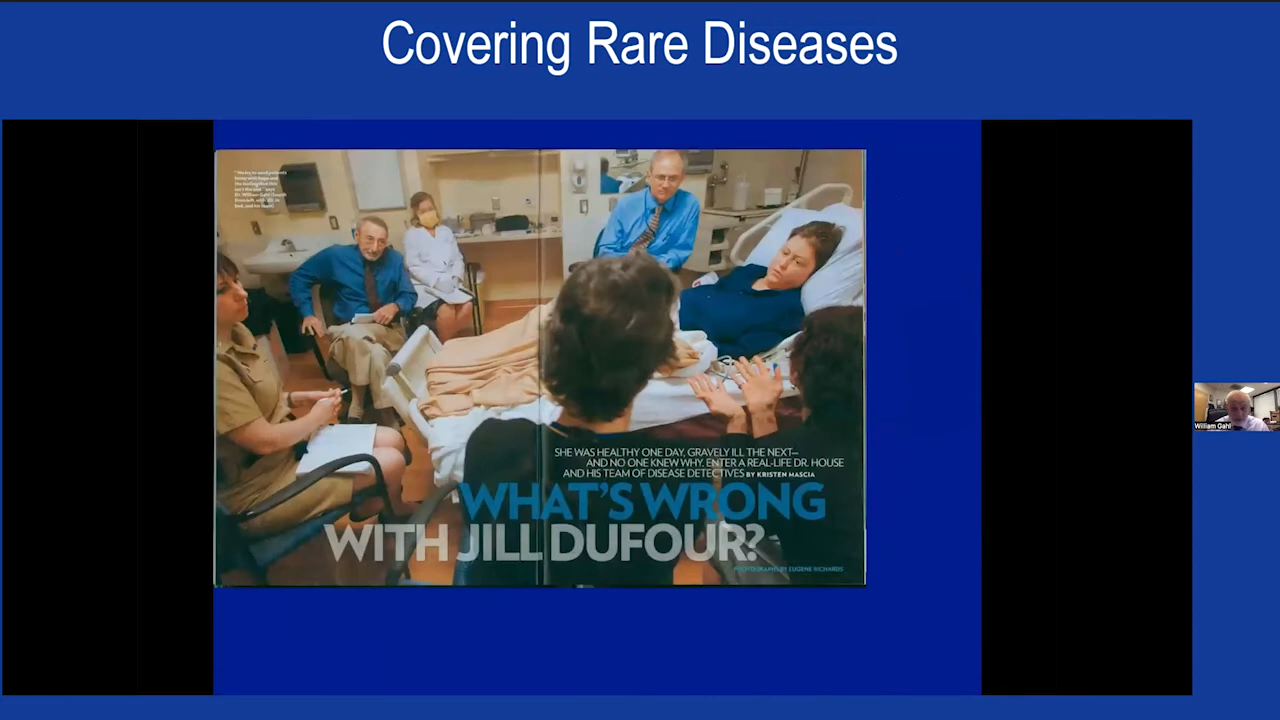 Covering Rare Diseases
SHE WAS HEALTHY ONE DAY, GRAVELY ILL THE NEXT—
AND NO ONE KNEW WHY. ENTER A REAL-LIFE DR. HOUSE
AND HIS TEAM OF DISEASE DETECTIVES BY KRISTEN MASCIA
WHAT'S WRONG
WITH JILL DUFOUR?
PHOTOGRAPHS BY EUGENE RICHARDS
William Gahl